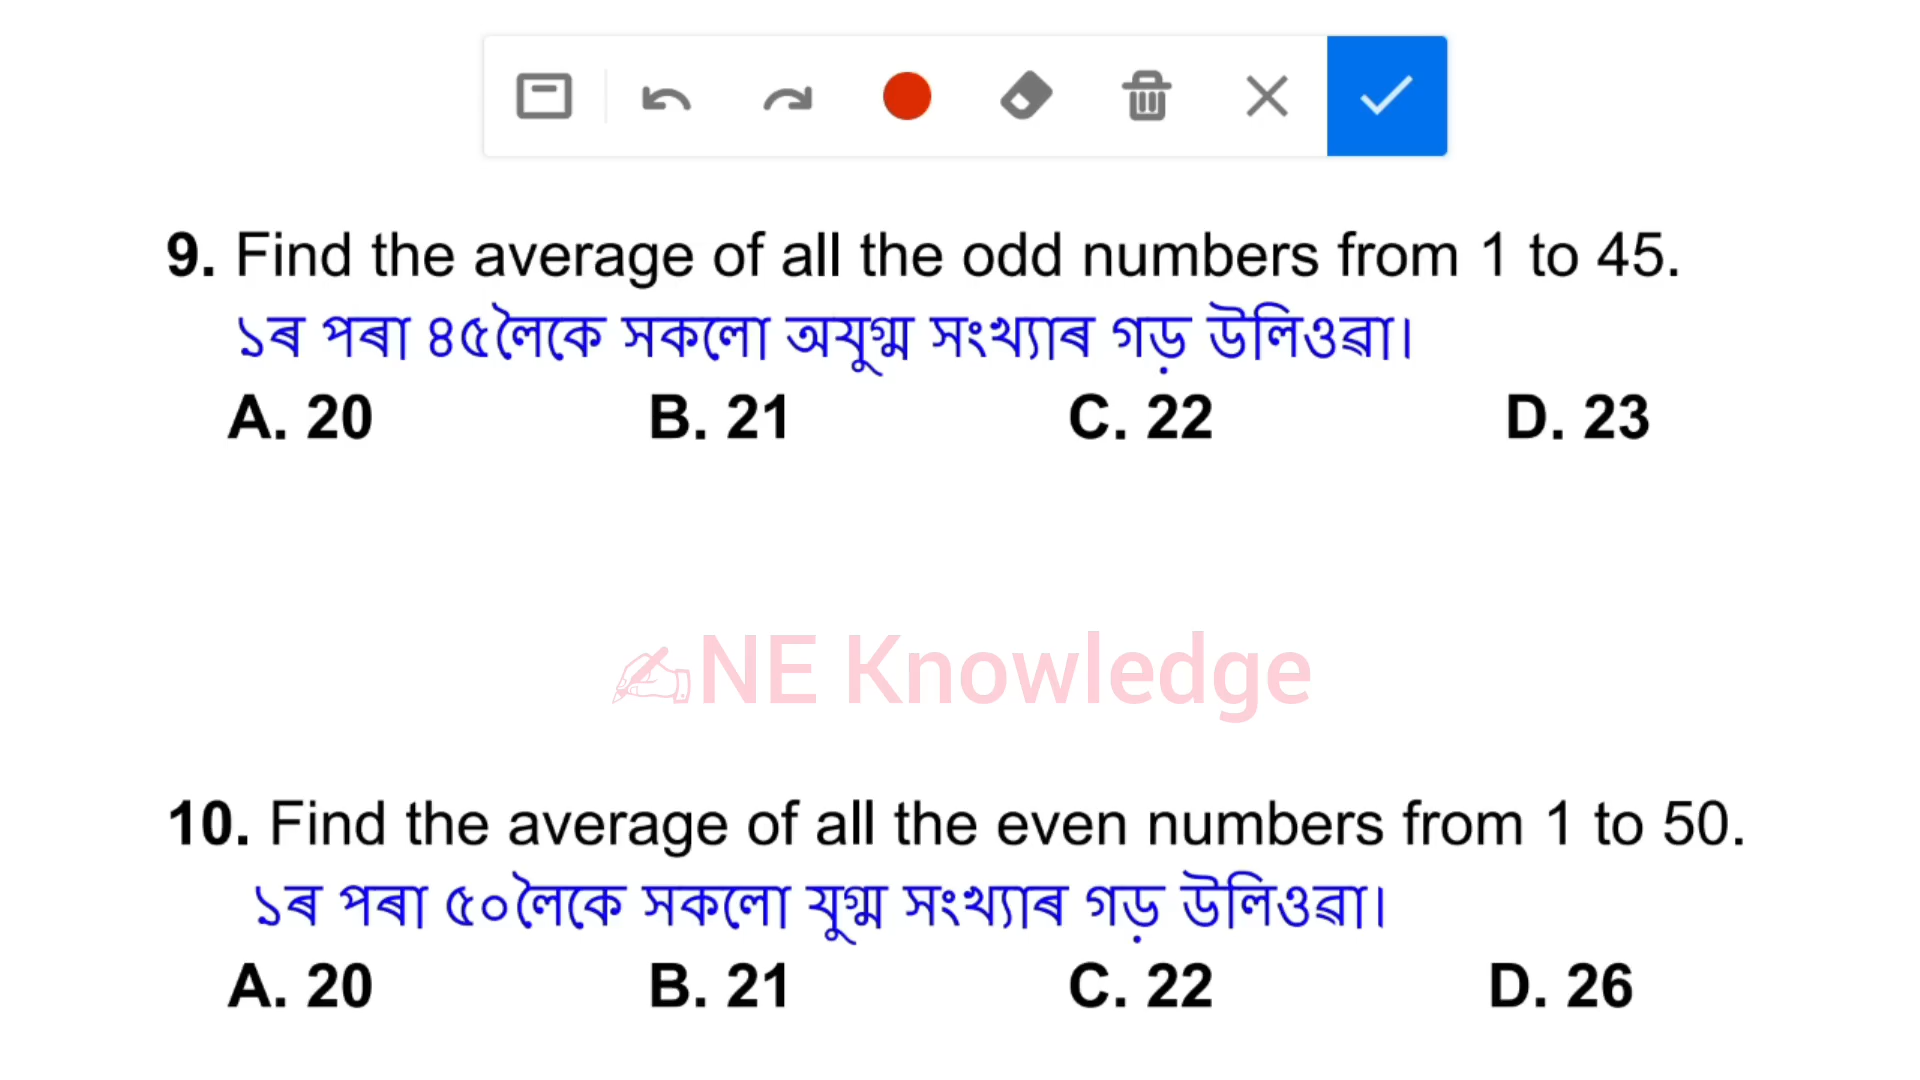 9. Find the average of all the odd numbers from 1 to 45.
১ৰ পৰা ৪৫লৈকে সকলো অযুগ্ম সংখ্যাৰ গড় উলিওৱা।
A. 20 B. 21 C. 22 D. 23
✍NE Knowledge
10. Find the average of all the even numbers from 1 to 50.
১ৰ পৰা ৫০লৈকে সকলো যুগ্ম সংখ্যাৰ গড় উলিওৱা।
A. 20 B. 21 C. 22 D. 26